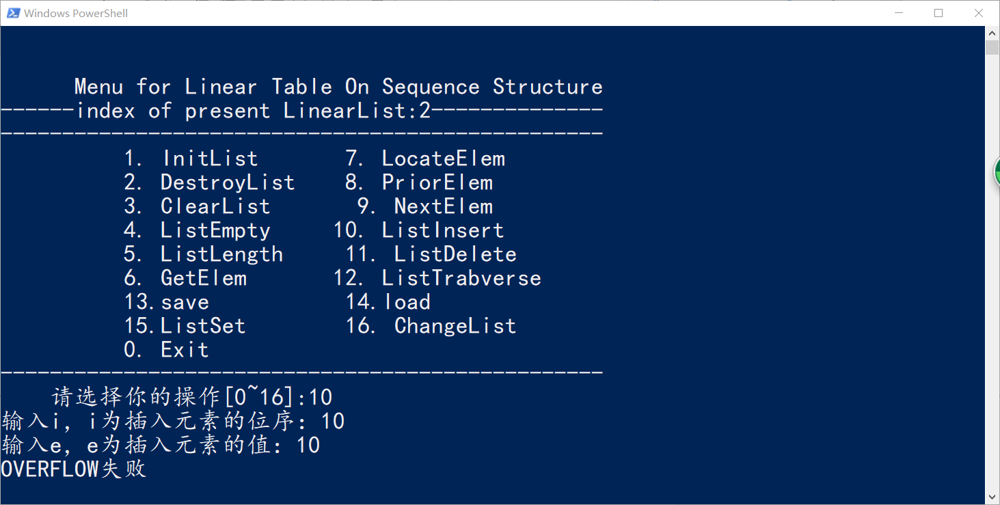 Windows PowerShell
Menu for Linear Table On Sequence Structure
------index of present LinearList:2--------------
-------------------------------------------------
1. InitList 7. LocateElem
2. DestroyList 8. PriorElem
3. ClearList 9. NextElem
4. ListEmpty 10. ListInsert
5. ListLength 11. ListDelete
6. GetElem 12. ListTrabverse
13.save 14.load
15.ListSet 16. ChangeList
0. Exit
-------------------------------------------------
请选择你的操作[0~16]:10
输入i，i为插入元素的位序：10
输入e，e为插入元素的值：10
OVERFLOW失败